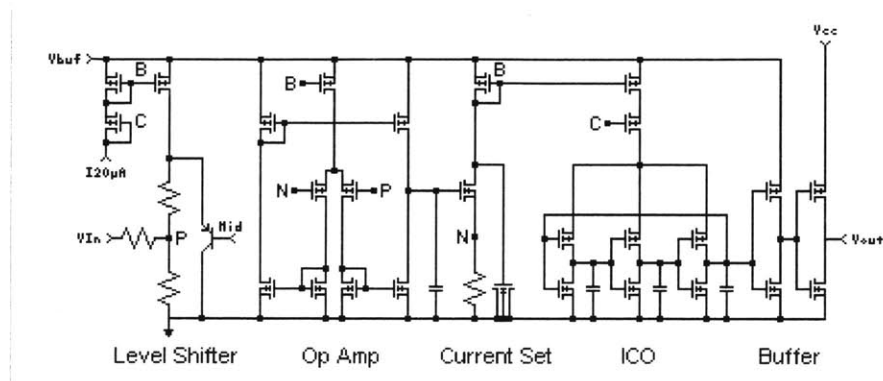 Vcc
Vbuf
B
B
B
C
C
I20µA
N
P
Mid
VIn
P
N
Vout
Level Shifter
Op Amp
Current Set
ICO
Buffer